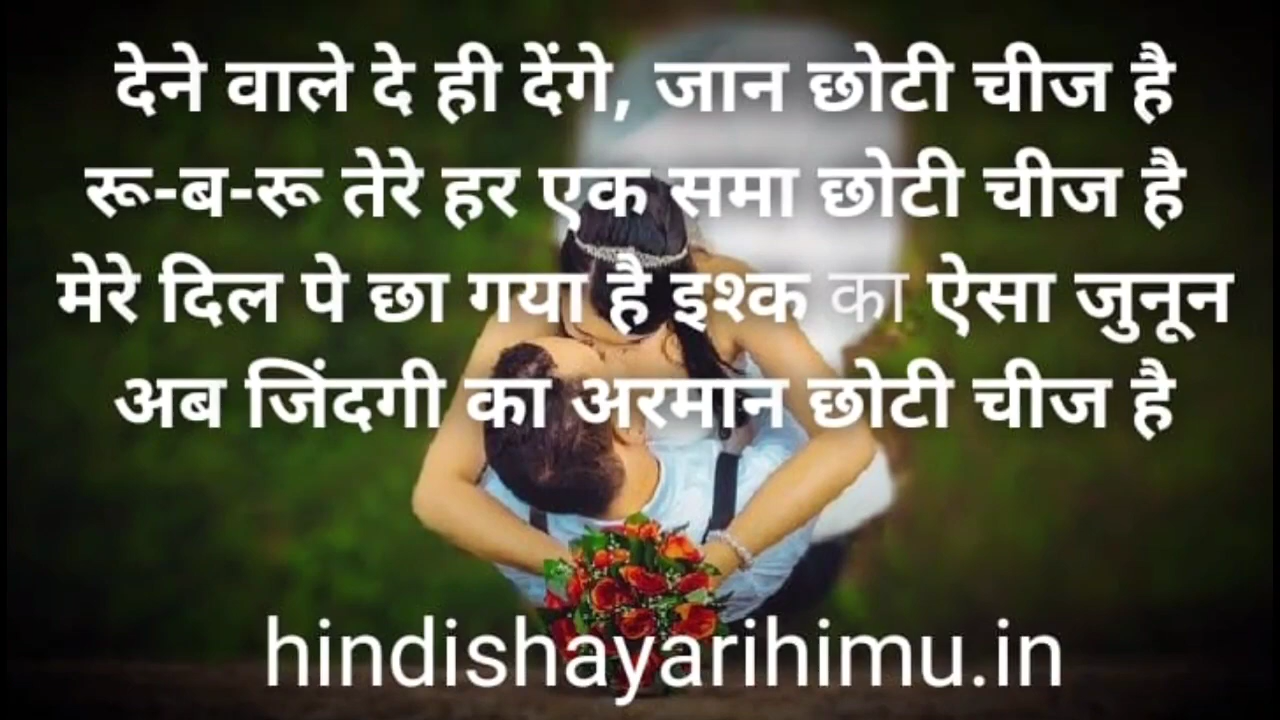 देने वाले दे ही देंगे, जान छोटी चीज है
रू-ब-रू तेरे हर एक समा छोटी चीज है
मेरे दिल पे छा गया है इश्क का ऐसा जुनून
अब जिंदगी का अरमान छोटी चीज है
hindishayarihimu.in